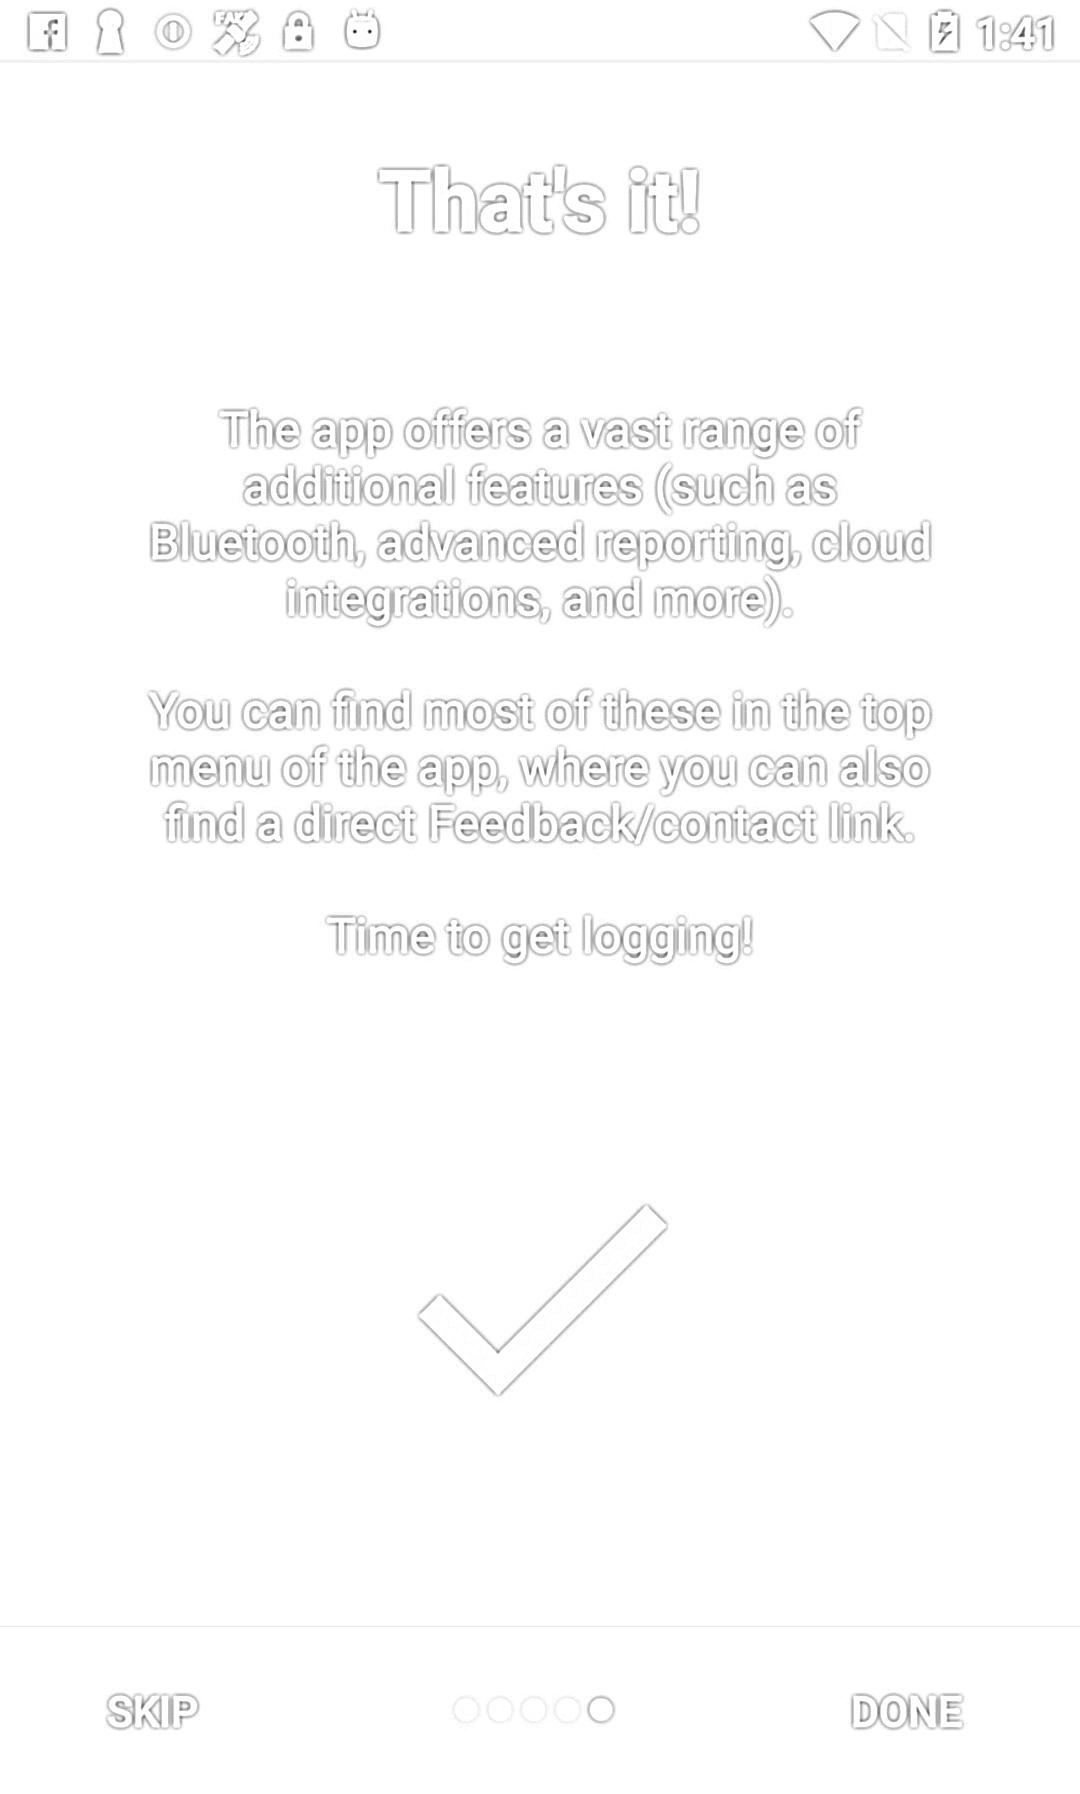 FAKE
1:41
That's it!
The app offers a vast range of
additional features (such as
Bluetooth, advanced reporting, cloud
integrations, and more).
You can find most of these in the top
menu of the app, where you can also
find a direct Feedback/contact link.
Time to get logging!
SKIP
DONE